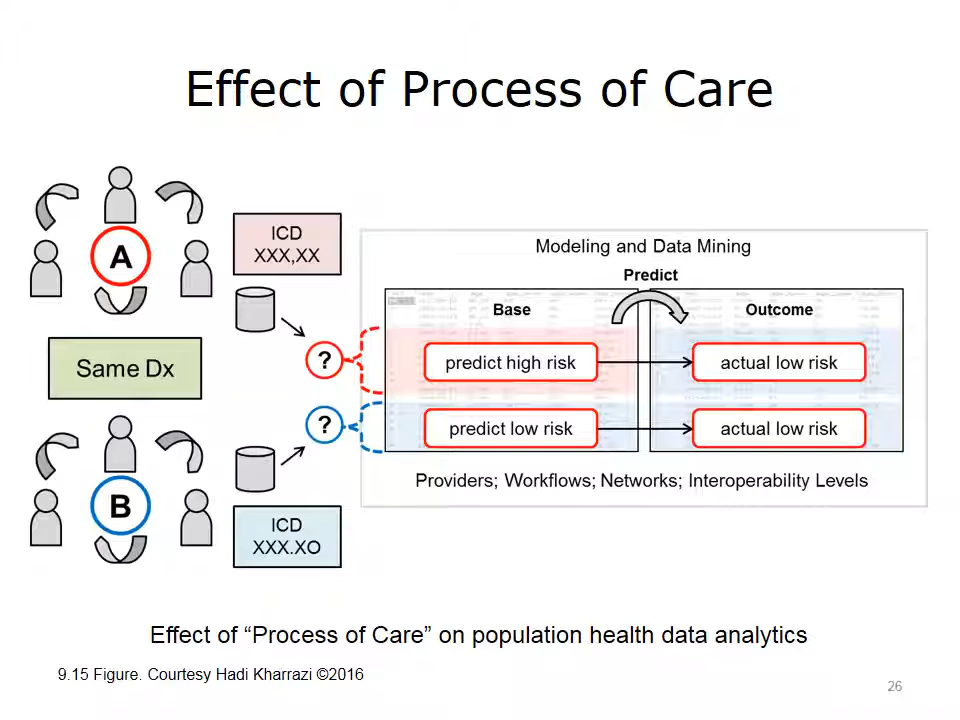 Effect of Process of Care
A
ICD
XXX,XX
Same Dx
?
?
B
ICD
XXX.XO
Modeling and Data Mining
Predict
Base
Outcome
predict high risk
actual low risk
predict low risk
actual low risk
Providers; Workflows; Networks; Interoperability Levels
Effect of “Process of Care” on population health data analytics
9.15 Figure. Courtesy Hadi Kharrazi ©2016
26